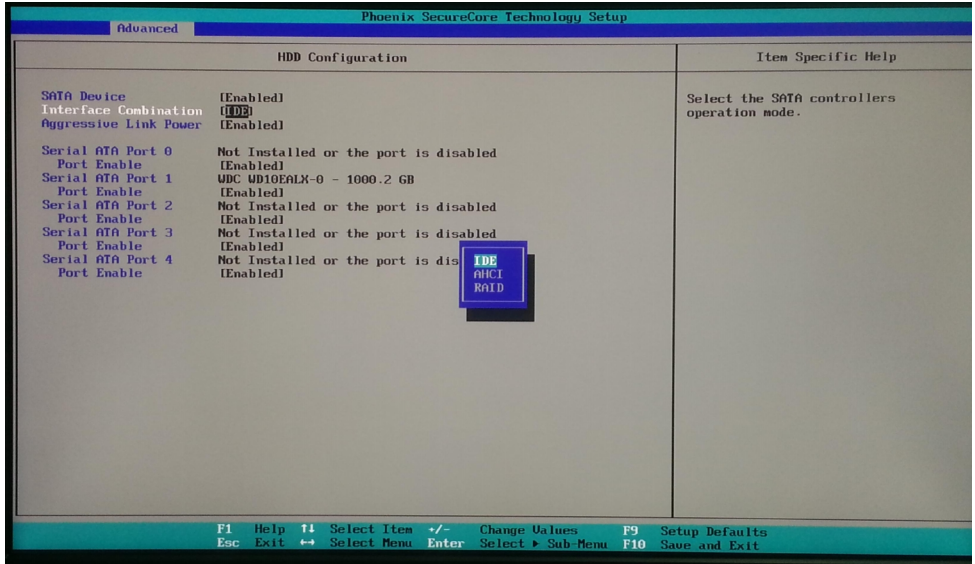 Phoenix SecureCore Technology Setup
Advanced
HDD Configuration
Item Specific Help
SATA Device [Enabled]
Interface Combination [IDE]
Aggressive Link Power [Enabled]
Serial ATA Port 0 Not Installed or the port is disabled
Port Enable [Enabled]
Serial ATA Port 1 WDC WD10EALX-0 - 1000.2 GB
Port Enable [Enabled]
Serial ATA Port 2 Not Installed or the port is disabled
Port Enable [Enabled]
Serial ATA Port 3 Not Installed or the port is disabled
Port Enable [Enabled]
Serial ATA Port 4 Not Installed or the port is dis
Port Enable [Enabled]
IDE
AHCI
RAID
Select the SATA controllers
operation mode.
F1 Help ↑↓ Select Item +/- Change Values F9 Setup Defaults
Esc Exit ↔ Select Menu Enter Select ▶ Sub-Menu F10 Save and Exit